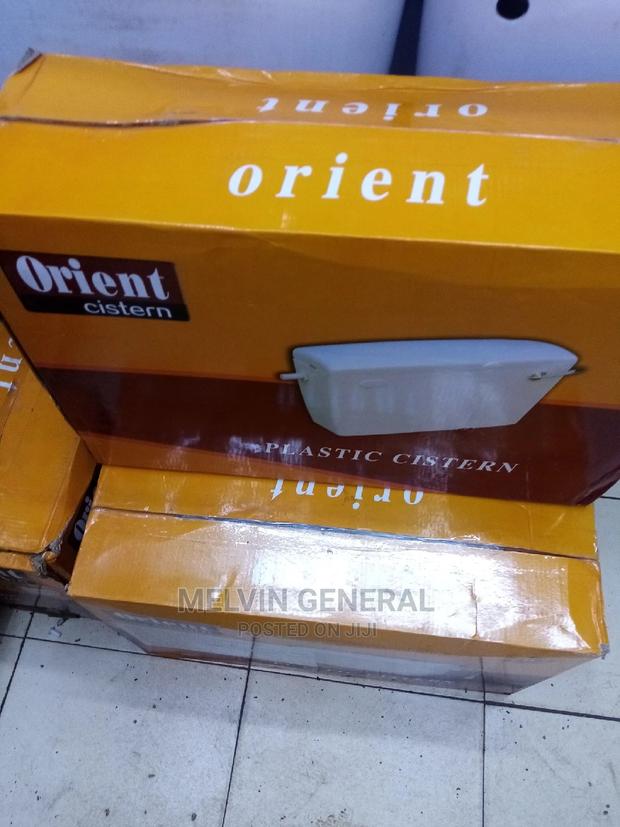 orient
orient
Orient
cistern
PLASTIC CISTERN
orient
MELVIN GENERAL
POSTED ON JIJI